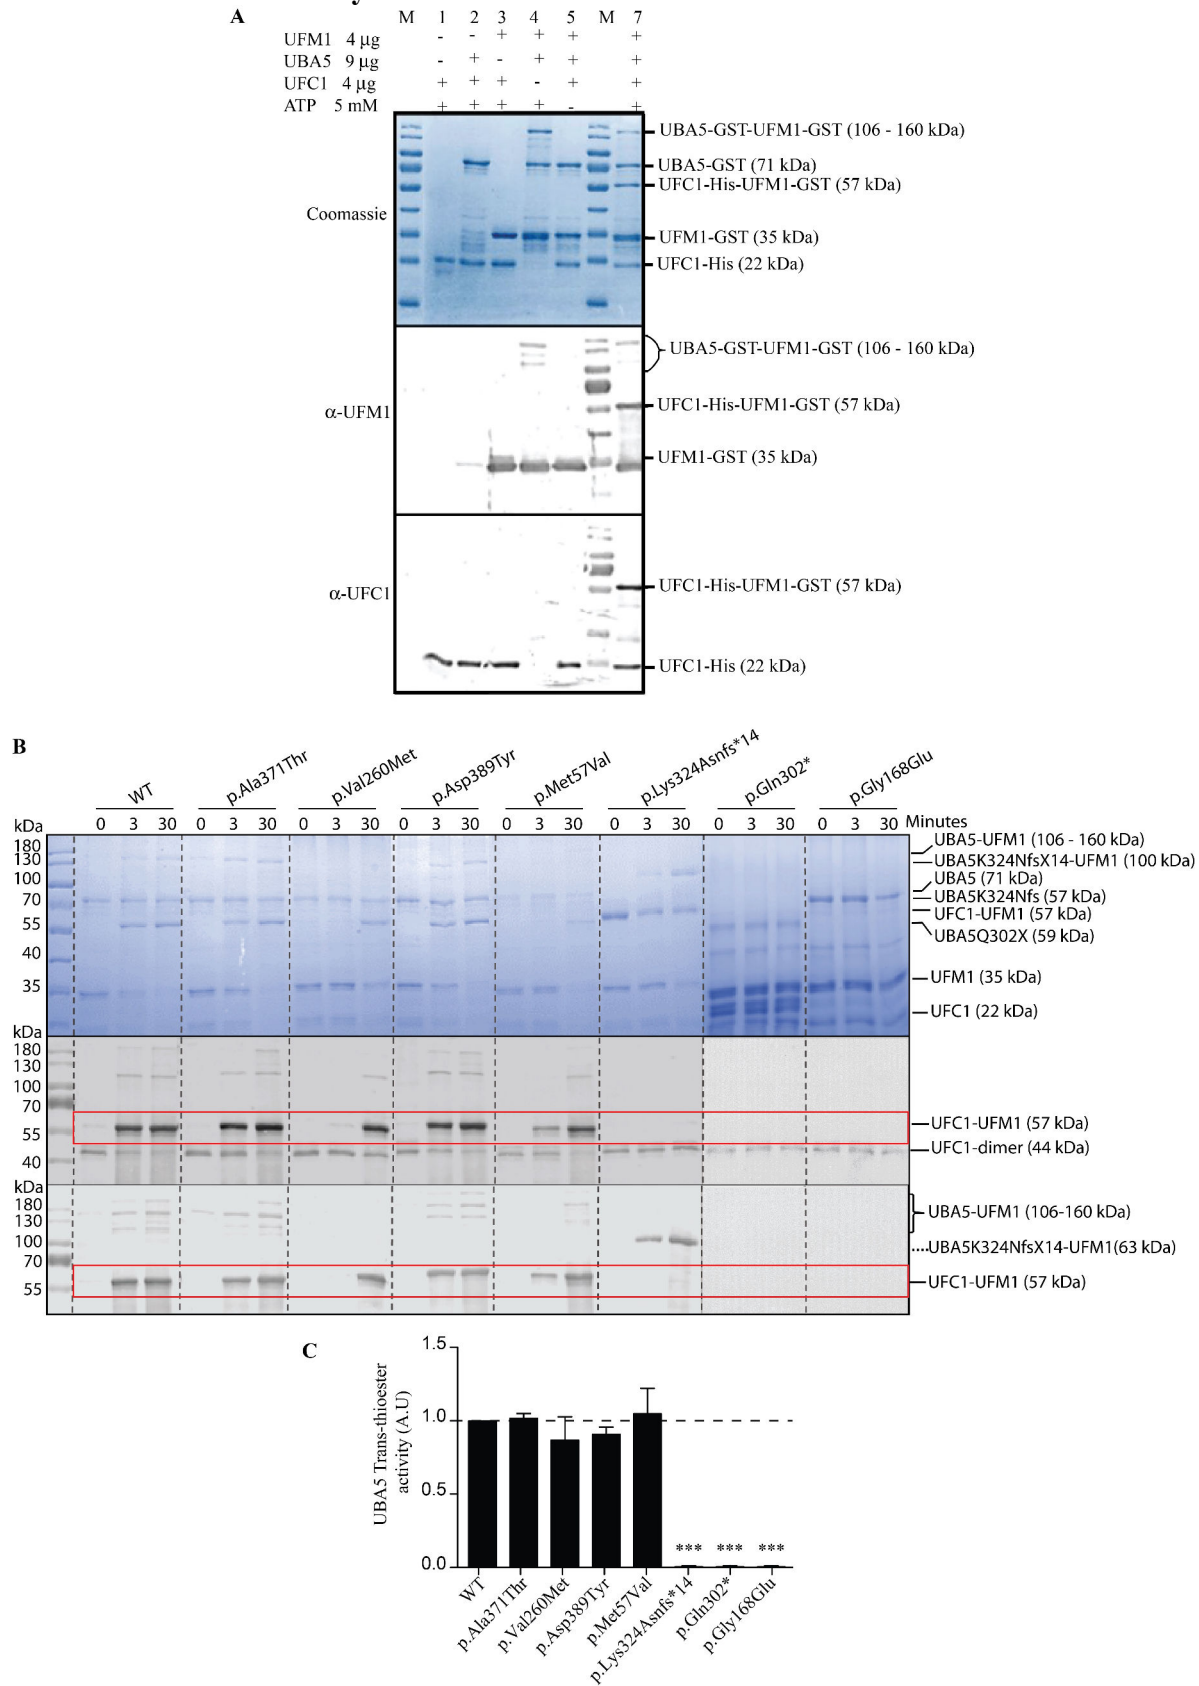 A
M 1 2 3 4 5 M 7
UFM1 4 µg - - + + + +
UBA5 9 µg - + - + + +
UFC1 4 µg + + + - + +
ATP 5 mM + + + + - +
Coomassie
UBA5-GST-UFM1-GST (106 - 160 kDa)
UBA5-GST (71 kDa)
UFC1-His-UFM1-GST (57 kDa)
UFM1-GST (35 kDa)
UFC1-His (22 kDa)
α-UFM1
UBA5-GST-UFM1-GST (106 - 160 kDa)
UFC1-His-UFM1-GST (57 kDa)
UFM1-GST (35 kDa)
α-UFC1
UFC1-His-UFM1-GST (57 kDa)
UFC1-His (22 kDa)
B
WT p.Ala371Thr p.Val260Met p.Asp389Tyr p.Met57Val p.Lys324Asnfs*14 p.Gln302* p.Gly168Glu
0 3 30 0 3 30 0 3 30 0 3 30 0 3 30 0 3 30 0 3 30 0 3 30 Minutes
kDa
180
130
100
70
55
40
35
UBA5-UFM1 (106 - 160 kDa)
UBA5K324NfsX14-UFM1 (100 kDa)
UBA5 (71 kDa)
UBA5K324Nfs (57 kDa)
UFC1-UFM1 (57 kDa)
UBA5Q302X (59 kDa)
UFM1 (35 kDa)
UFC1 (22 kDa)
kDa
180
130
100
70
55
40
UFC1-UFM1 (57 kDa)
UFC1-dimer (44 kDa)
kDa
180
130
100
70
55
UBA5-UFM1 (106-160 kDa)
UBA5K324NfsX14-UFM1(63 kDa)
UFC1-UFM1 (57 kDa)
C
UBA5 Trans-thioester
activity (A.U)
1.5
1.0
0.5
0.0
*** *** ***
WT
p.Ala371Thr
p.Val260Met
p.Asp389Tyr
p.Met57Val
p.Lys324Asnfs*14
p.Gln302*
p.Gly168Glu